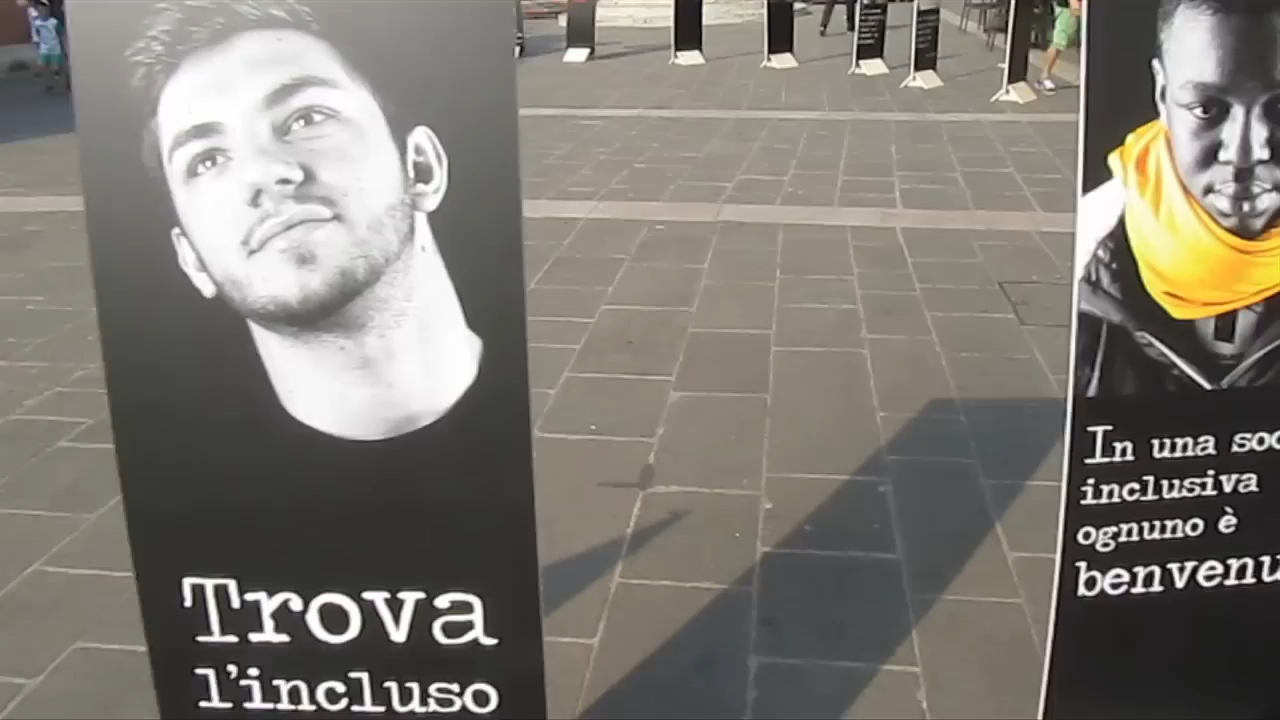 Trova
l'incluso
In una soc
inclusiva
ognuno è
benvenu